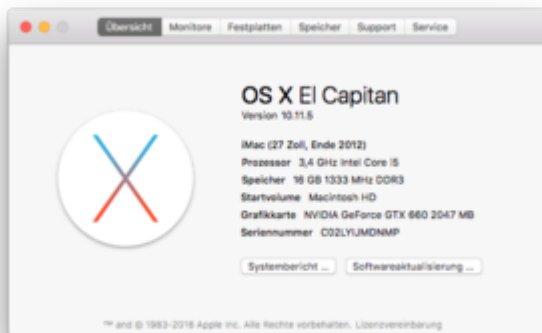 Übersicht Monitore Festplatten Speicher Support Service
OS X El Capitan
Version 10.11.5
iMac (27 Zoll, Ende 2012)
Prozessor 3,4 GHz Intel Core i5
Speicher 16 GB 1333 MHz DDR3
Startvolume Macintosh HD
Grafikkarte NVIDIA GeForce GTX 660 2047 MB
Seriennummer
Systembericht ... Softwareaktualisierung ...
™ and © 1983-2016 Apple Inc. Alle Rechte vorbehalten. Lizenzvereinbarung